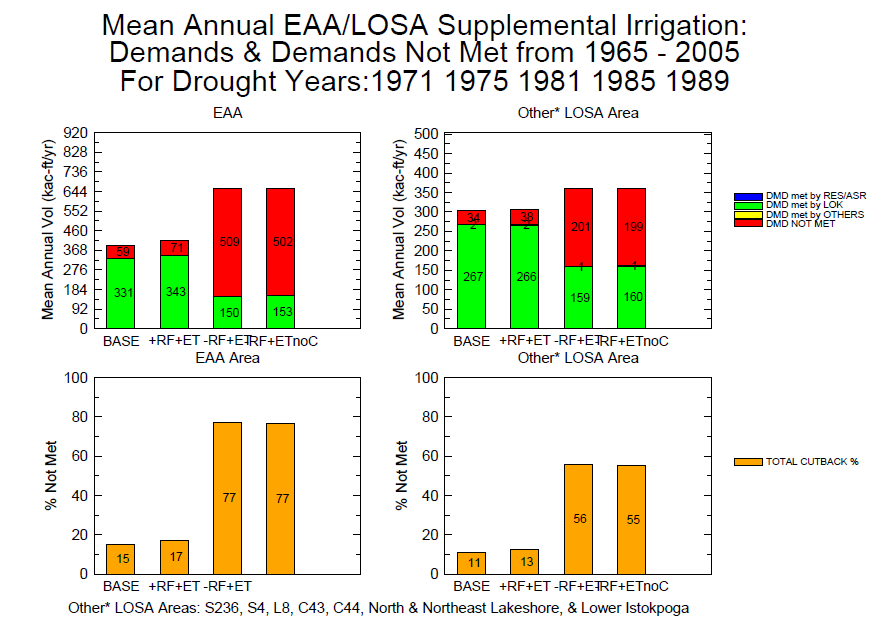 Mean Annual EAA/LOSA Supplemental Irrigation:
Demands & Demands Not Met from 1965 - 2005
For Drought Years:1971 1975 1981 1985 1989
EAA
Mean Annual Vol (kac-ft/yr)
920
828
736
644
552
460
368
276
184
92
0
59
71
509
502
331
343
150
153
BASE +RF+ET -RF+ET -RF+ETnoC
Other* LOSA Area
Mean Annual Vol (kac-ft/yr)
500
450
400
350
300
250
200
150
100
50
0
34
38
201
199
2
2
1
1
267
266
159
160
BASE +RF+ET -RF+ET -RF+ETnoC
DMD met by RES/ASR
DMD met by LOK
DMD met by OTHERS
DMD NOT MET
EAA Area
% Not Met
100
80
60
40
20
0
15
17
77
77
BASE +RF+ET -RF+ET
Other* LOSA Area
% Not Met
100
80
60
40
20
0
11
13
56
55
BASE +RF+ET -RF+ET -RF+ETnoC
TOTAL CUTBACK %
Other* LOSA Areas: S236, S4, L8, C43, C44, North & Northeast Lakeshore, & Lower Istokpoga